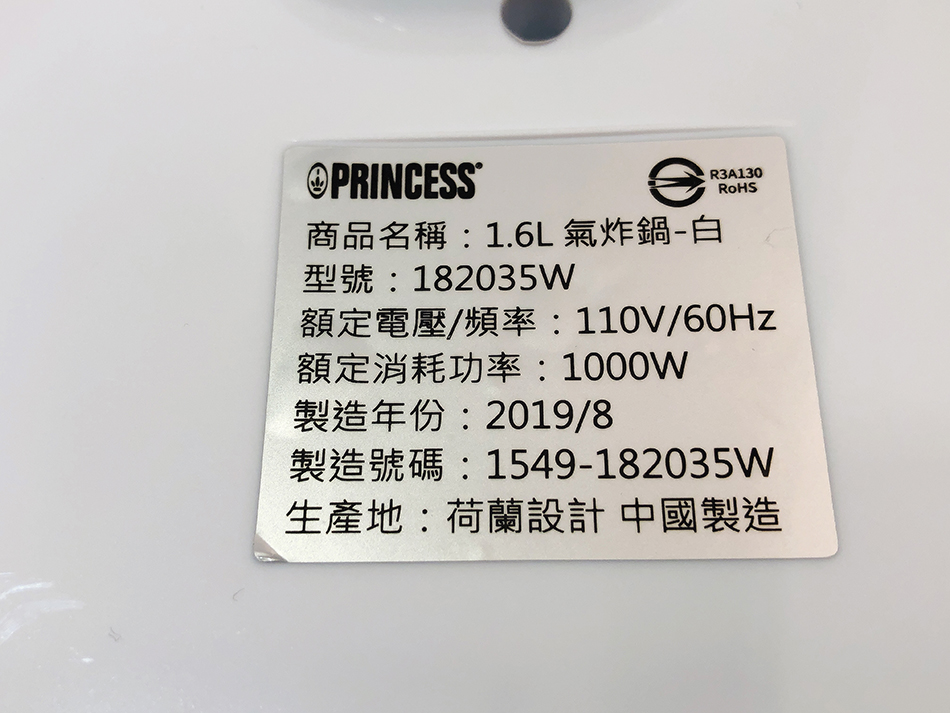 PRINCESS®
R3A130
RoHS
商品名稱：1.6L 氣炸鍋-白
型號：182035W
額定電壓/頻率：110V/60Hz
額定消耗功率：1000W
製造年份：2019/8
製造號碼：1549-182035W
生產地：荷蘭設計 中國製造